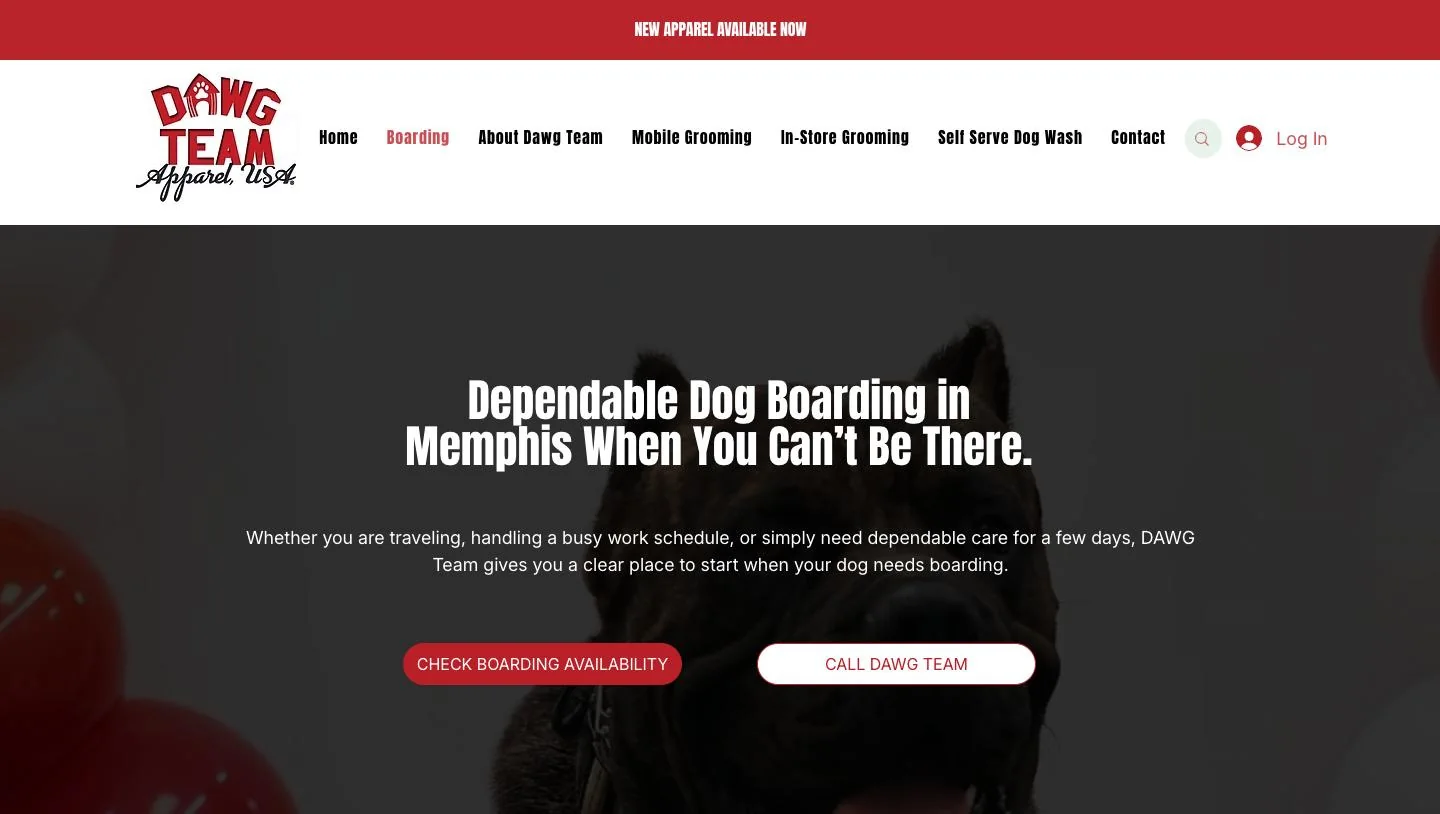 NEW APPAREL AVAILABLE NOW
DAWG
TEAM
Apparel, USA
Home
Boarding
About Dawg Team
Mobile Grooming
In-Store Grooming
Self Serve Dog Wash
Contact
Log In
Dependable Dog Boarding in
Memphis When You Can’t Be There.
Whether you are traveling, handling a busy work schedule, or simply need dependable care for a few days, DAWG
Team gives you a clear place to start when your dog needs boarding.
CHECK BOARDING AVAILABILITY
CALL DAWG TEAM